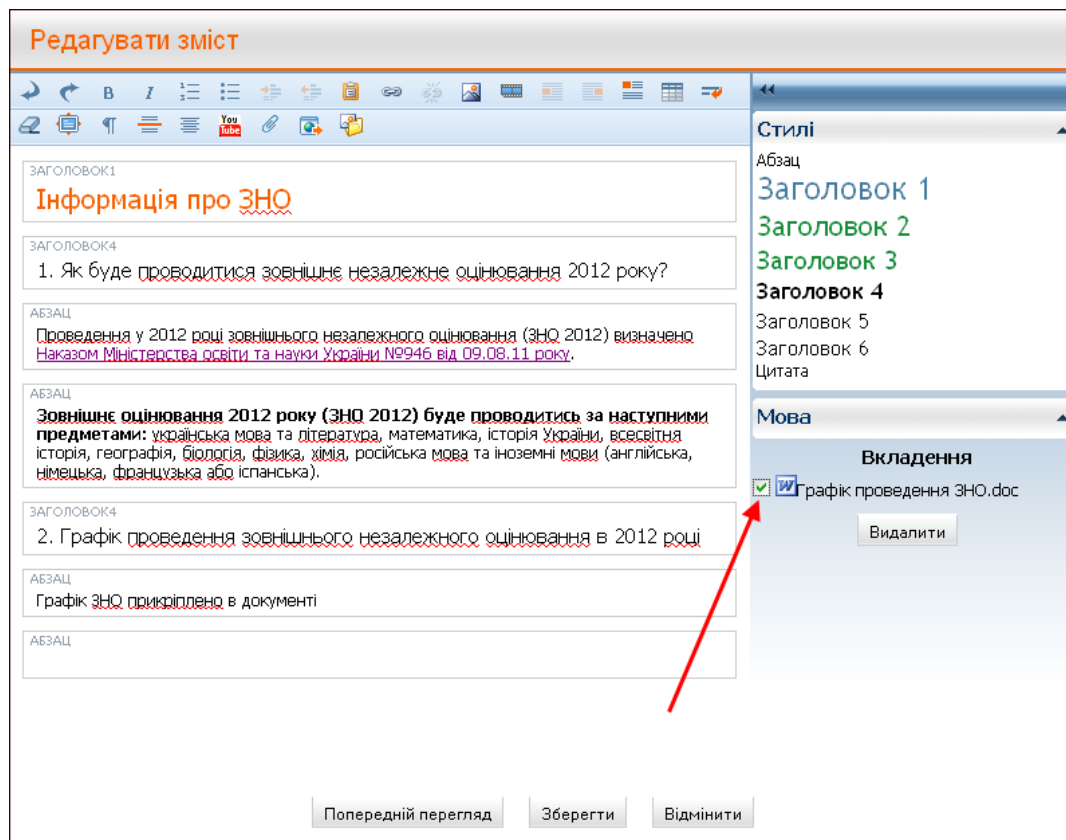 Редагувати зміст
You
Tube
ЗАГОЛОВОК1
Інформація про ЗНО
ЗАГОЛОВОК4
1. Як буде проводитися зовнішнє незалежне оцінювання 2012 року?
АБЗАЦ
Проведення у 2012 році зовнішнього незалежного оцінювання (ЗНО 2012) визначено
Наказом Міністерства освіти та науки України №946 від 09.08.11 року.
АБЗАЦ
Зовнішнє оцінювання 2012 року (ЗНО 2012) буде проводитись за наступними
предметами: українська мова та література, математика, історія України, всесвітня
історія, географія, біологія, фізика, хімія, російська мова та іноземні мови (англійська,
німецька, французька або іспанська).
ЗАГОЛОВОК4
2. Графік проведення зовнішнього незалежного оцінювання в 2012 році
АБЗАЦ
Графік ЗНО прикріплено в документі
АБЗАЦ
Стилі
Абзац
Заголовок 1
Заголовок 2
Заголовок 3
Заголовок 4
Заголовок 5
Заголовок 6
Цитата
Мова
Вкладення
Графік проведення ЗНО.doc
Видалити
Попередній перегляд
Зберегти
Відмінити